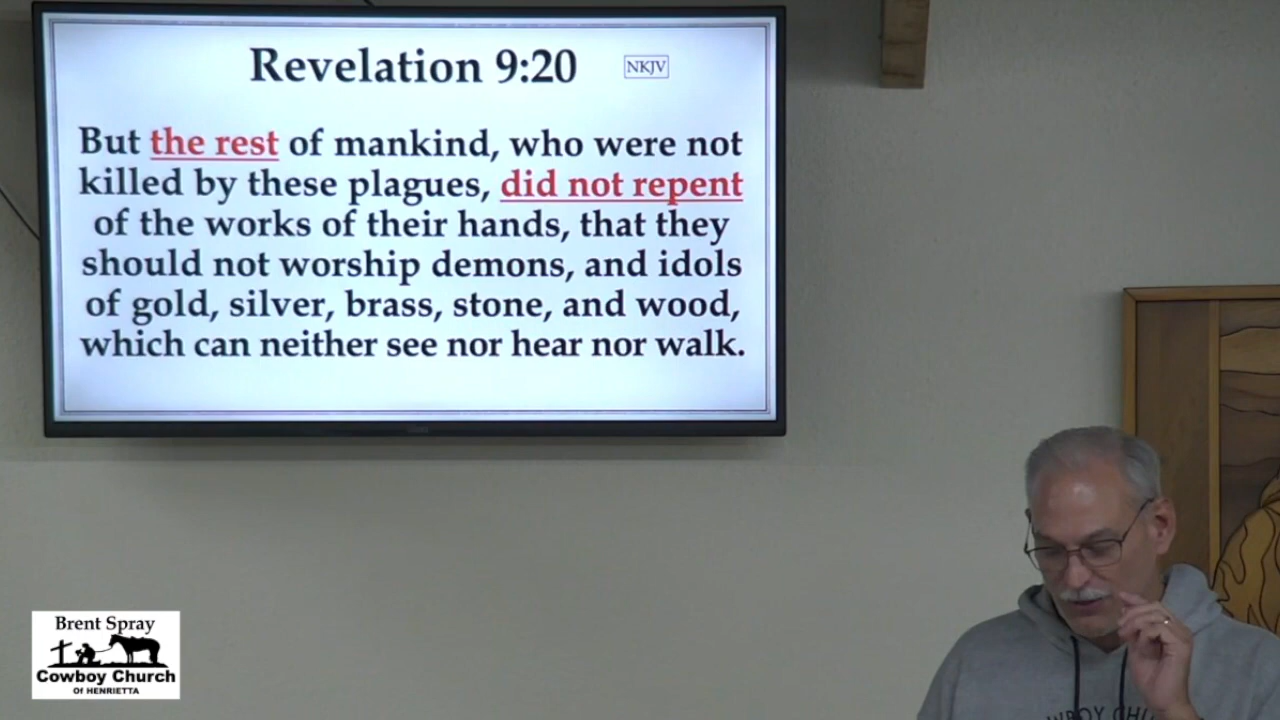 Revelation 9:20 NKJV
But the rest of mankind, who were not
killed by these plagues, did not repent
of the works of their hands, that they
should not worship demons, and idols
of gold, silver, brass, stone, and wood,
which can neither see nor hear nor walk.
Brent Spray
Cowboy Church
OF HENRIETTA